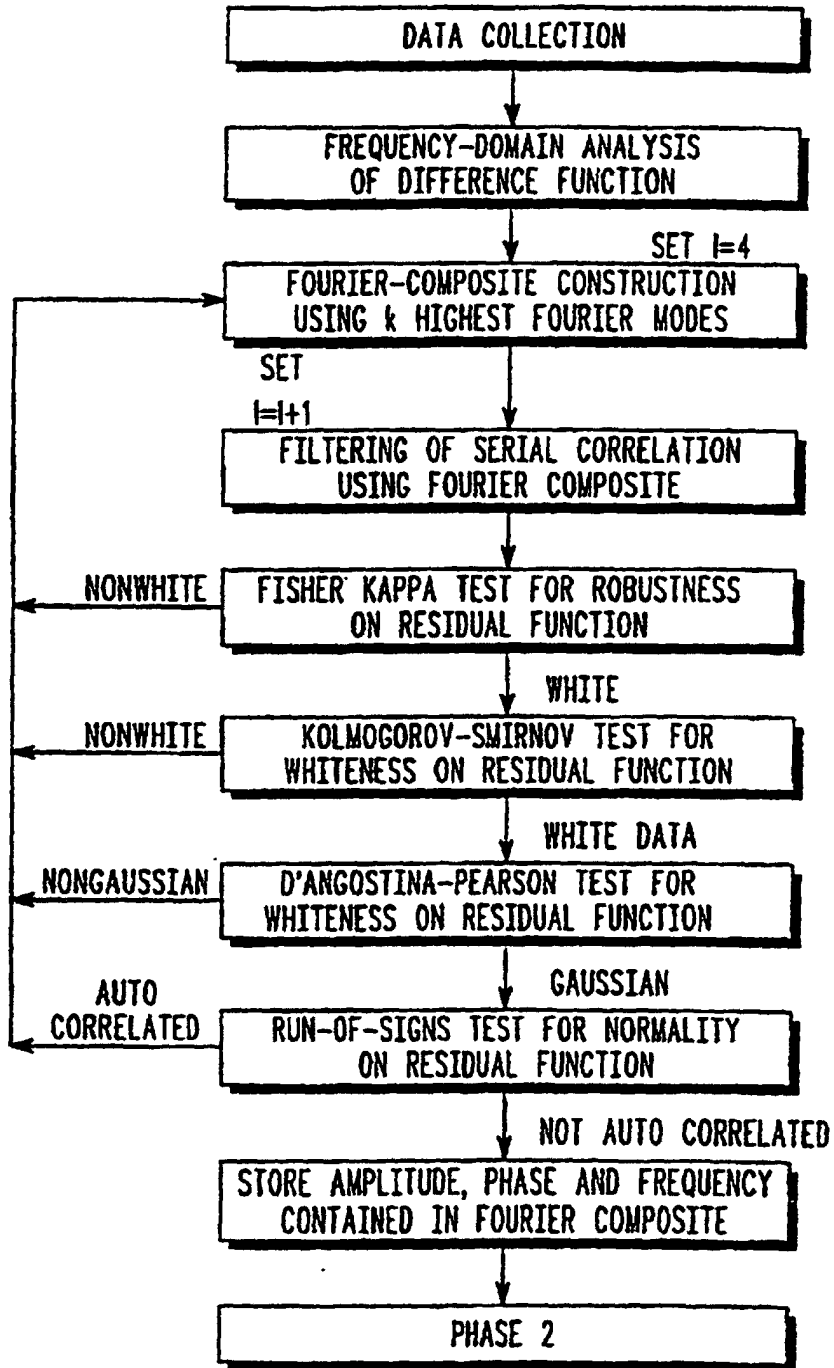 DATA COLLECTION
FREQUENCY-DOMAIN ANALYSIS
OF DIFFERENCE FUNCTION
SET I=4
FOURIER-COMPOSITE CONSTRUCTION
USING k HIGHEST FOURIER MODES
SET
I=I+1
FILTERING OF SERIAL CORRELATION
USING FOURIER COMPOSITE
NONWHITE
FISHER KAPPA TEST FOR ROBUSTNESS
ON RESIDUAL FUNCTION
WHITE
NONWHITE
KOLMOGOROV-SMIRNOV TEST FOR
WHITENESS ON RESIDUAL FUNCTION
WHITE DATA
NONGAUSSIAN
D'ANGOSTINA-PEARSON TEST FOR
WHITENESS ON RESIDUAL FUNCTION
GAUSSIAN
AUTO
CORRELATED
RUN-OF-SIGNS TEST FOR NORMALITY
ON RESIDUAL FUNCTION
NOT AUTO CORRELATED
STORE AMPLITUDE, PHASE AND FREQUENCY
CONTAINED IN FOURIER COMPOSITE
PHASE 2